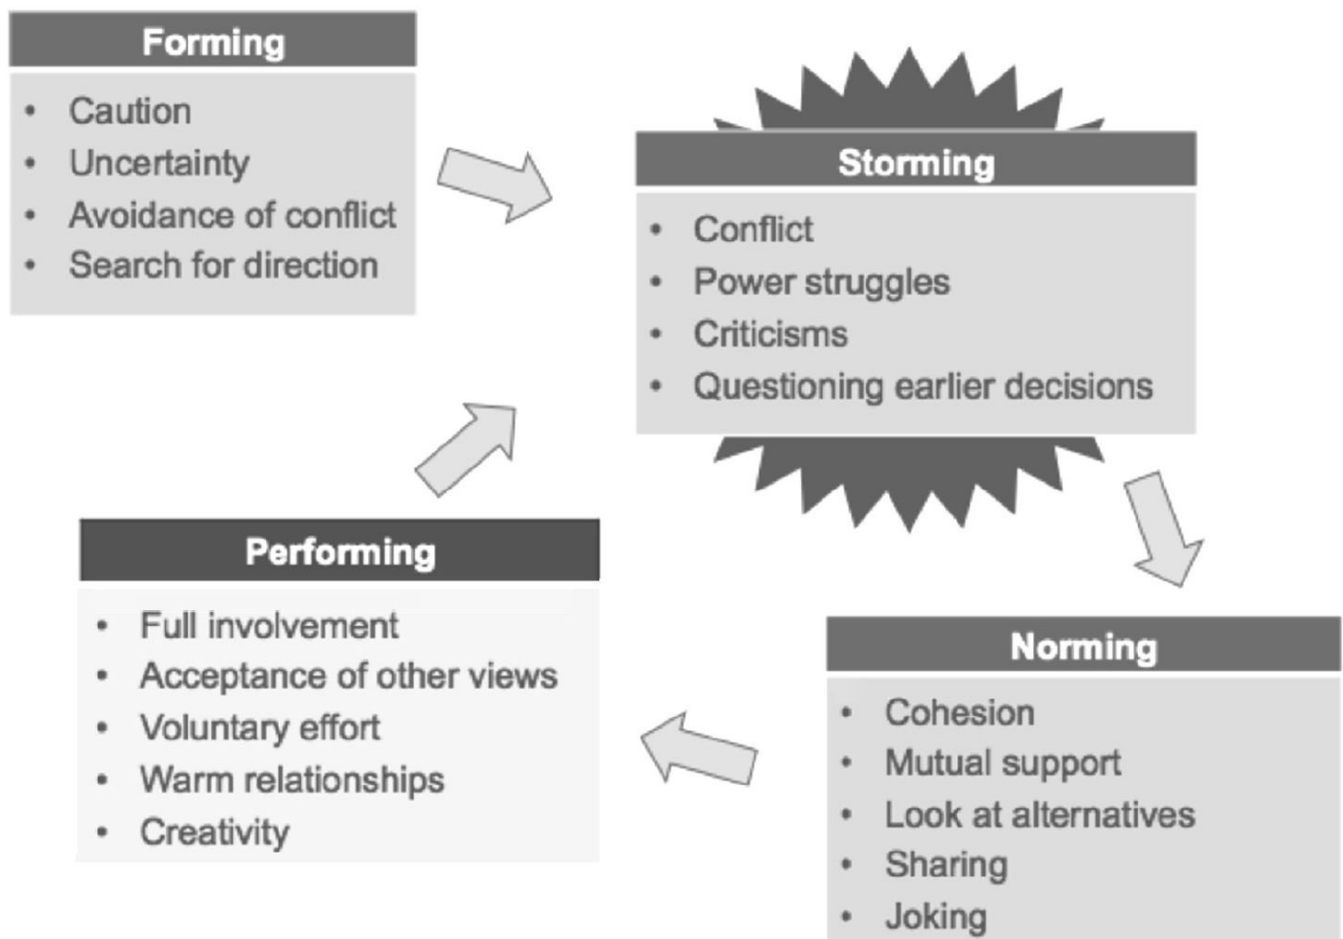 Forming
• Caution
• Uncertainty
• Avoidance of conflict
• Search for direction
Storming
• Conflict
• Power struggles
• Criticisms
• Questioning earlier decisions
Norming
• Cohesion
• Mutual support
• Look at alternatives
• Sharing
• Joking
Performing
• Full involvement
• Acceptance of other views
• Voluntary effort
• Warm relationships
• Creativity